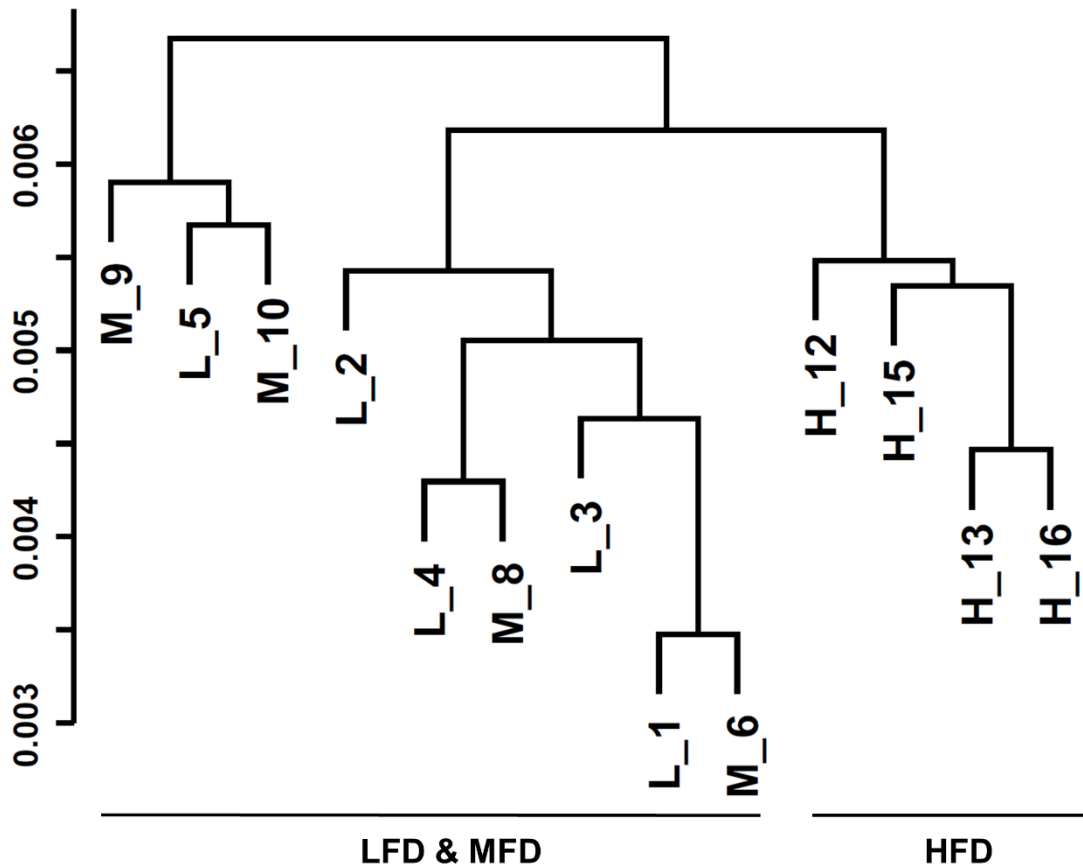 0.006
0.005
0.004
0.003
M_9
L_5
M_10
L_2
L_4
M_8
L_3
L_1
M_6
H_12
H_15
H_13
H_16
LFD & MFD
HFD